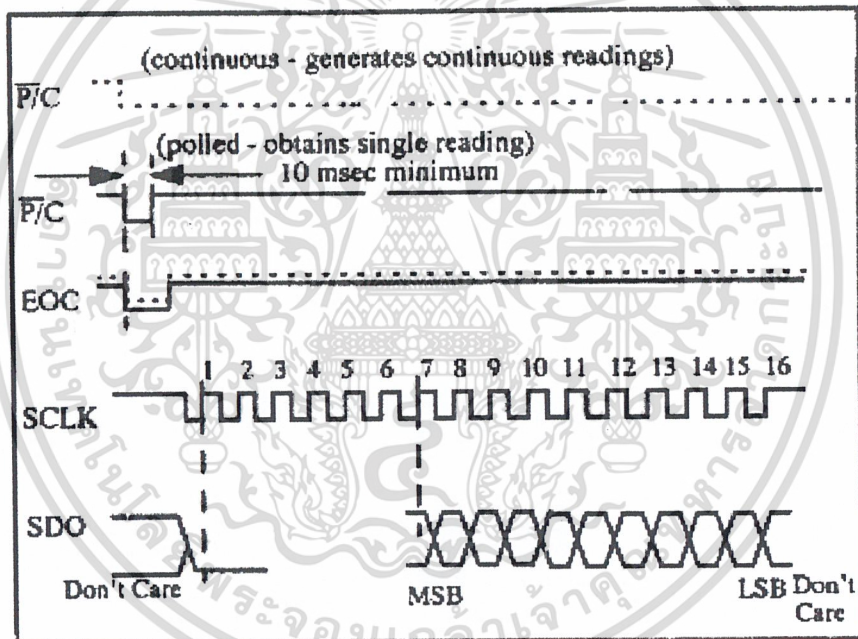 (continuous - generates continuous readings)
P̅/C
(polled - obtains single reading)
10 msec minimum
P̅/C
EOC
1 2 3 4 5 6 7 8 9 10 11 12 13 14 15 16
SCLK
SDO
Don't Care MSB LSB Don't
Care